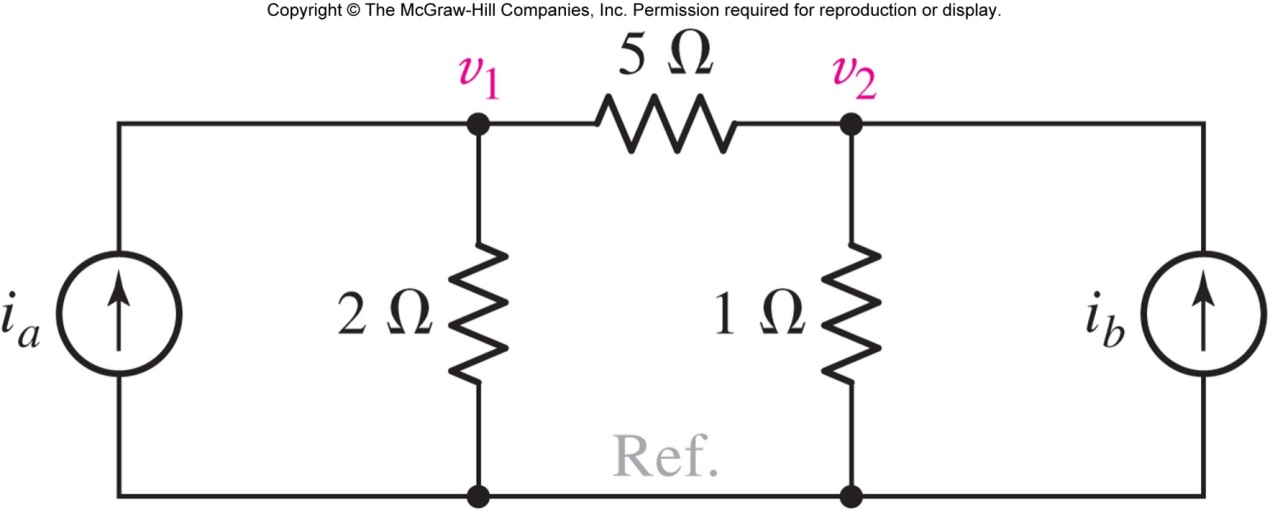 Copyright © The McGraw-Hill Companies, Inc. Permission required for reproduction or display.
5 Ω
v1 v2
ia 2 Ω 1 Ω ib
Ref.